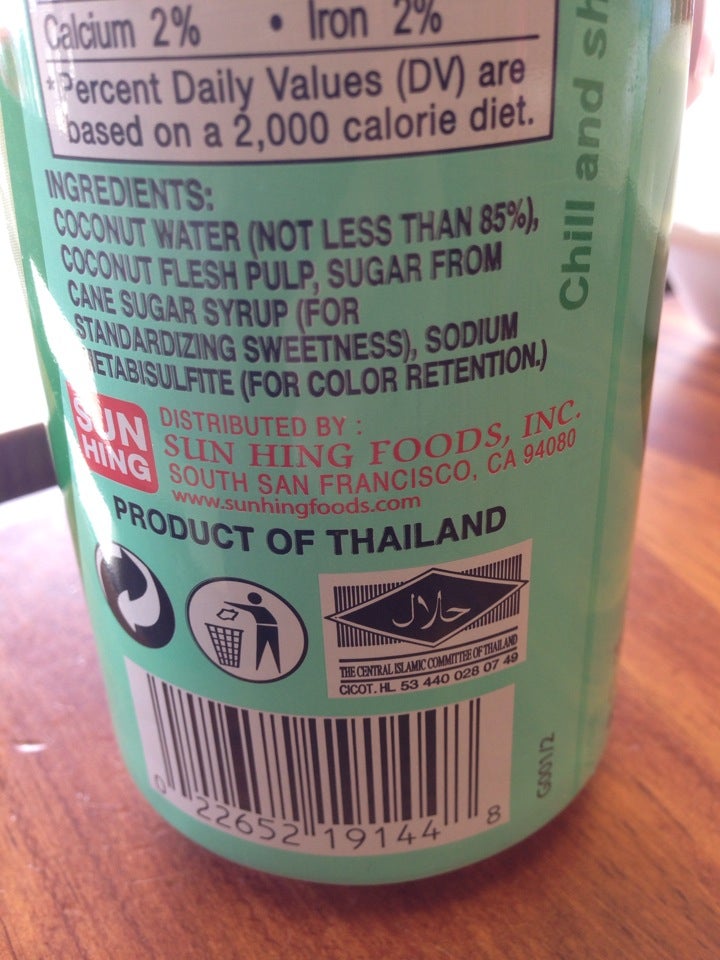 Calcium 2% • Iron 2%
*Percent Daily Values (DV) are
based on a 2,000 calorie diet.
INGREDIENTS:
COCONUT WATER (NOT LESS THAN 85%),
COCONUT FLESH PULP, SUGAR FROM
CANE SUGAR SYRUP (FOR
STANDARDIZING SWEETNESS), SODIUM
METABISULFITE (FOR COLOR RETENTION.)
SUN
HING
DISTRIBUTED BY :
SUN HING FOODS, INC.
SOUTH SAN FRANCISCO, CA 94080
www.sunhingfoods.com
PRODUCT OF THAILAND
حلال
THE CENTRAL ISLAMIC COMMITTEE OF THAILAND
CICOT. HL 53 440 028 07 49
0 22652 19144 8
G001/2
Chill and sh